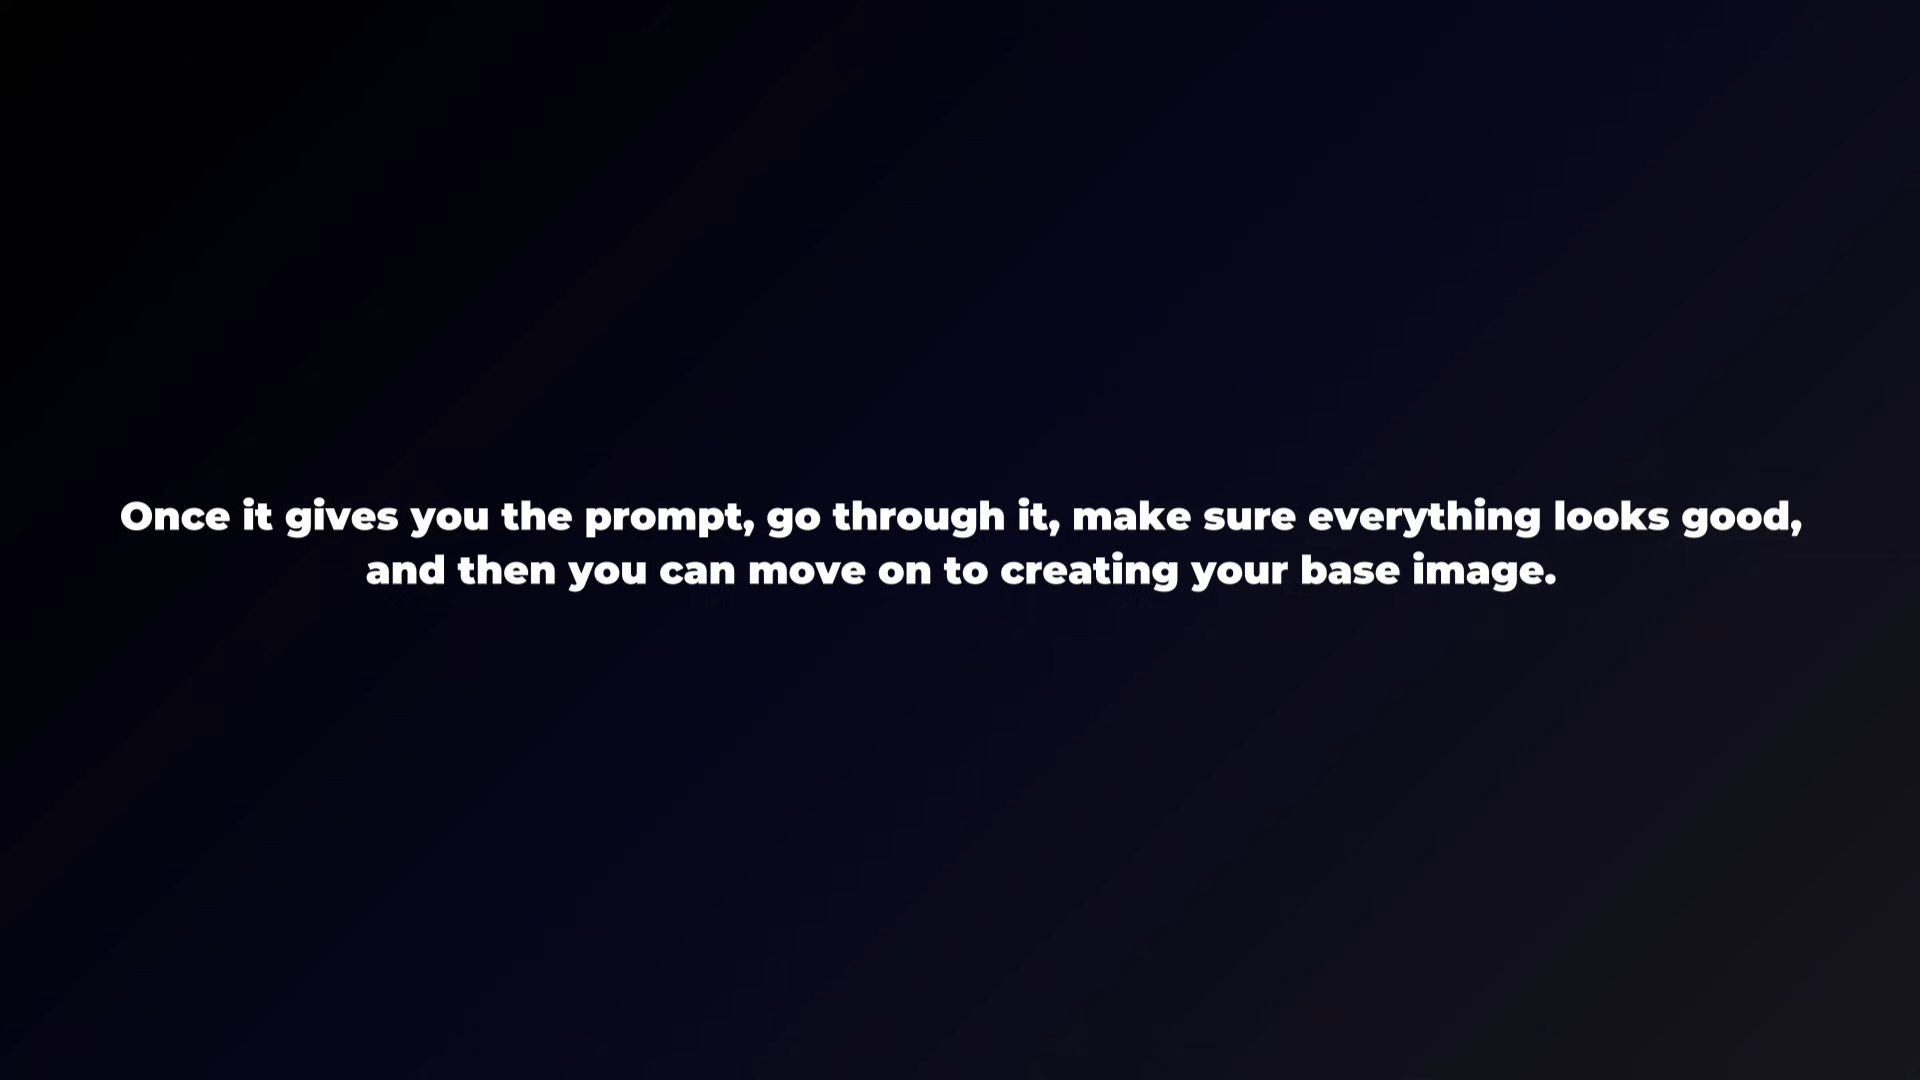 Once it gives you the prompt, go through it, make sure everything looks good,
and then you can move on to creating your base image.